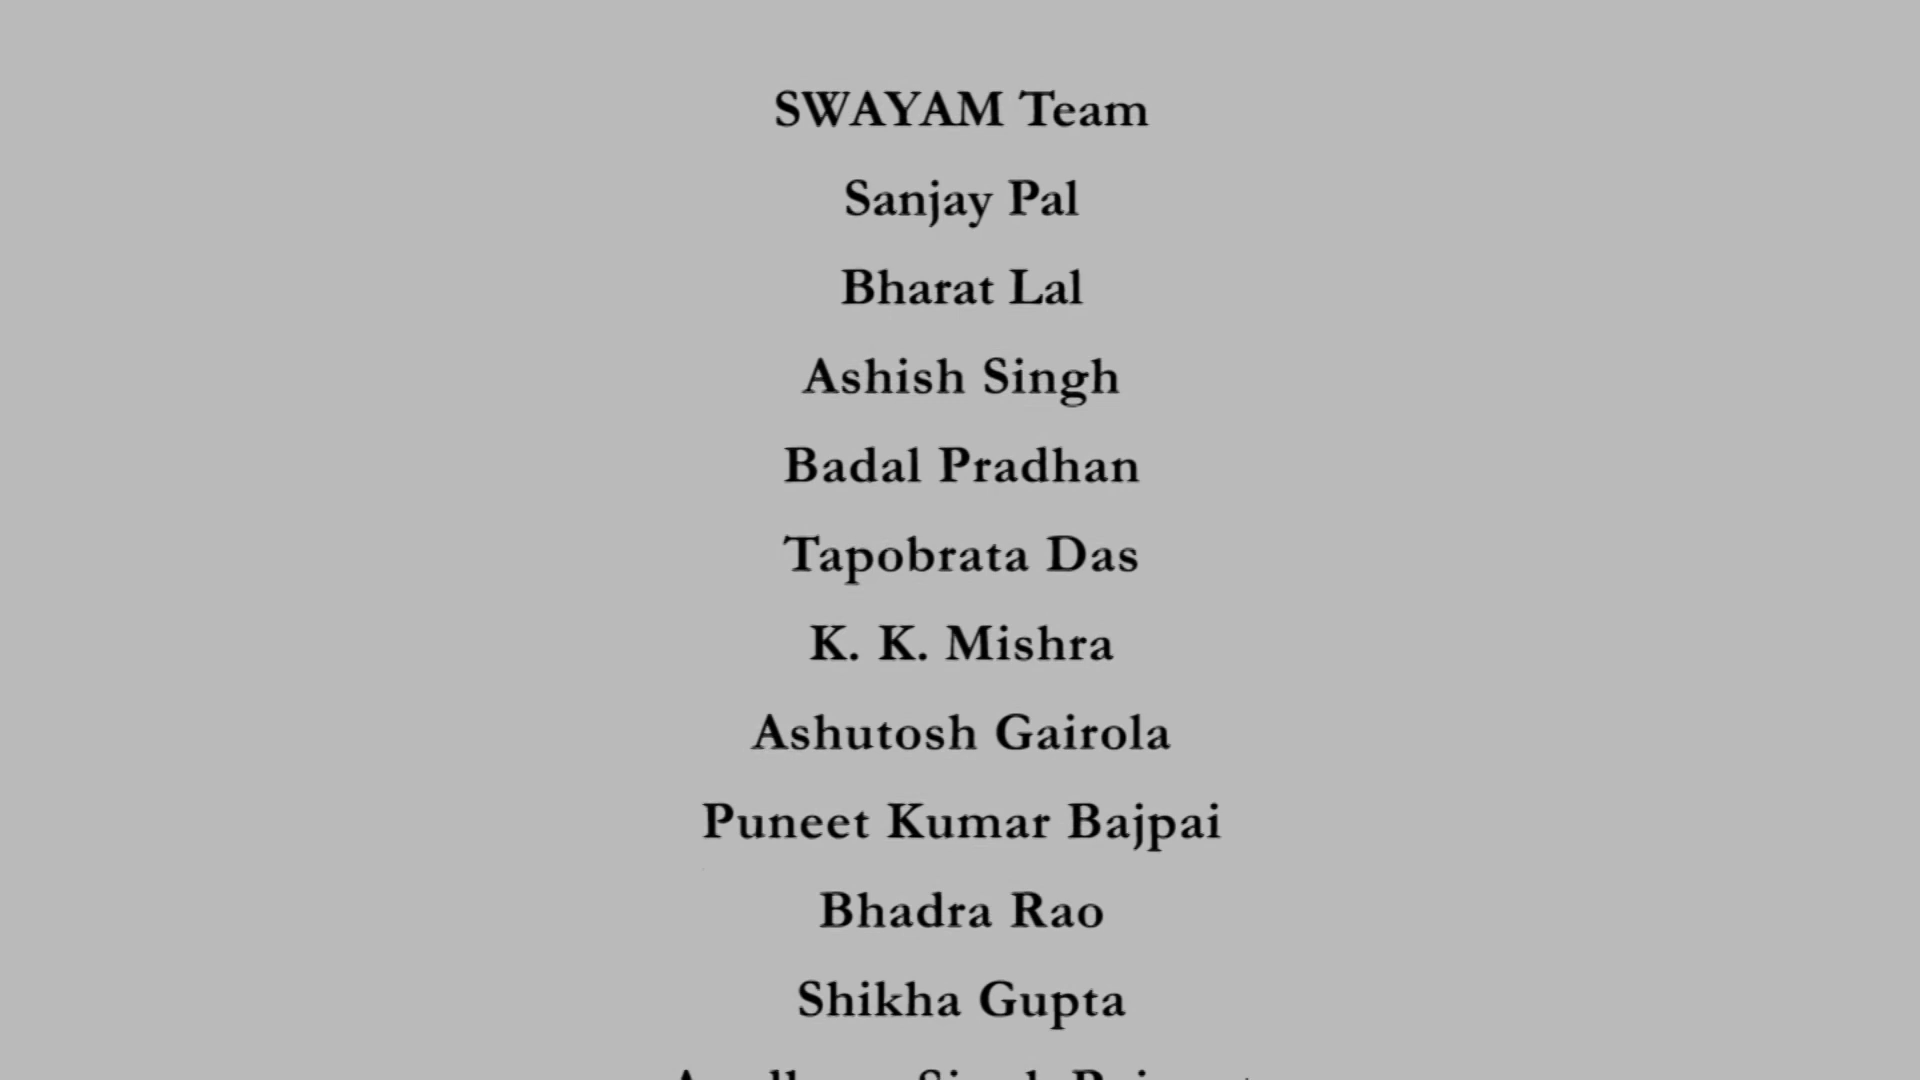 SWAYAM Team
Sanjay Pal
Bharat Lal
Ashish Singh
Badal Pradhan
Tapobrata Das
K. K. Mishra
Ashutosh Gairola
Puneet Kumar Bajpai
Bhadra Rao
Shikha Gupta
Singh